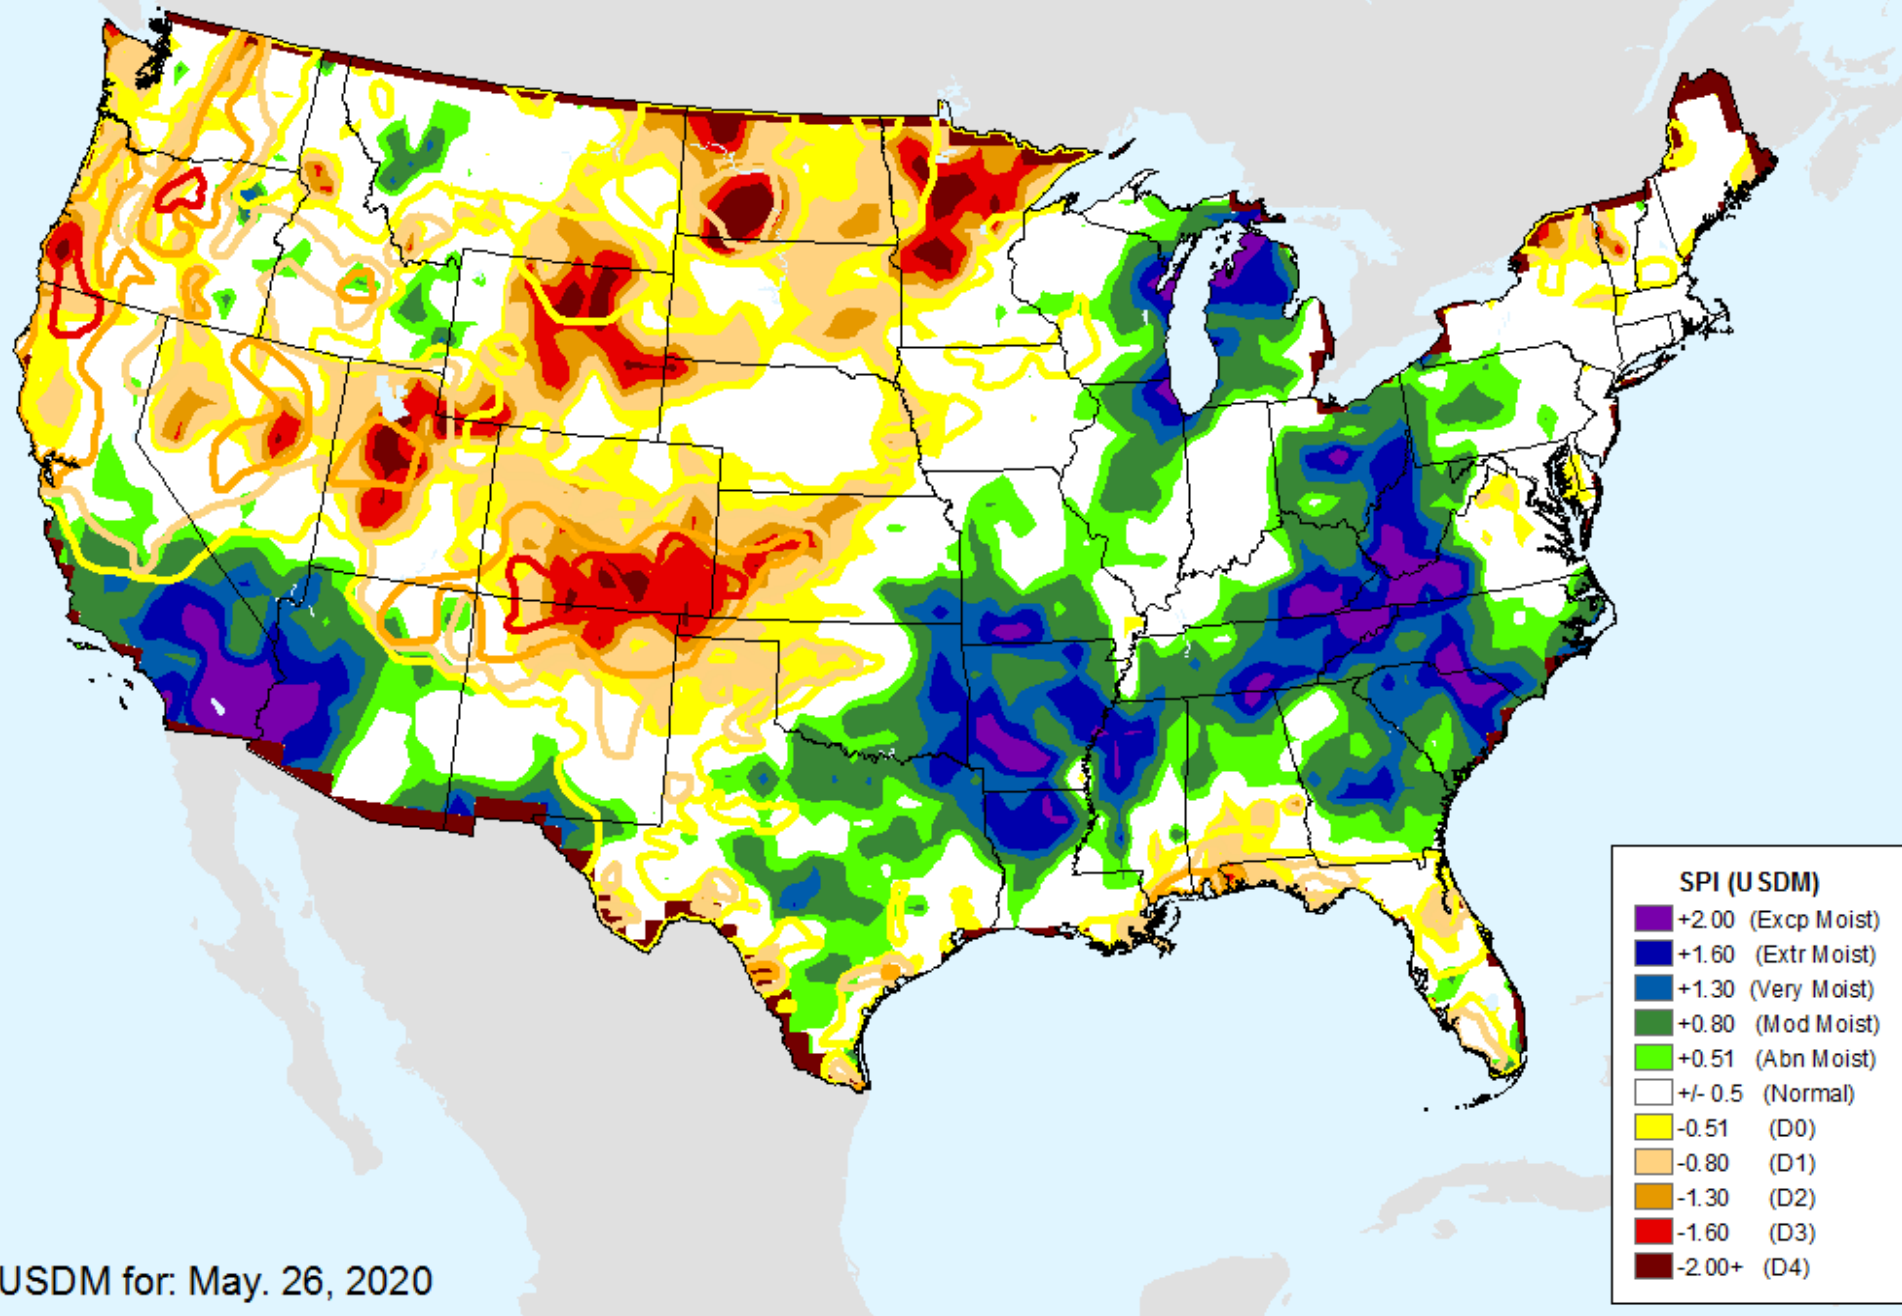 SPI (USDM)
+2.00 (Excp Moist)
+1.60 (Extr Moist)
+1.30 (Very Moist)
+0.80 (Mod Moist)
+0.51 (Abn Moist)
+/- 0.5 (Normal)
-0.51 (D0)
-0.80 (D1)
-1.30 (D2)
-1.60 (D3)
-2.00+ (D4)
USDM for: May. 26, 2020